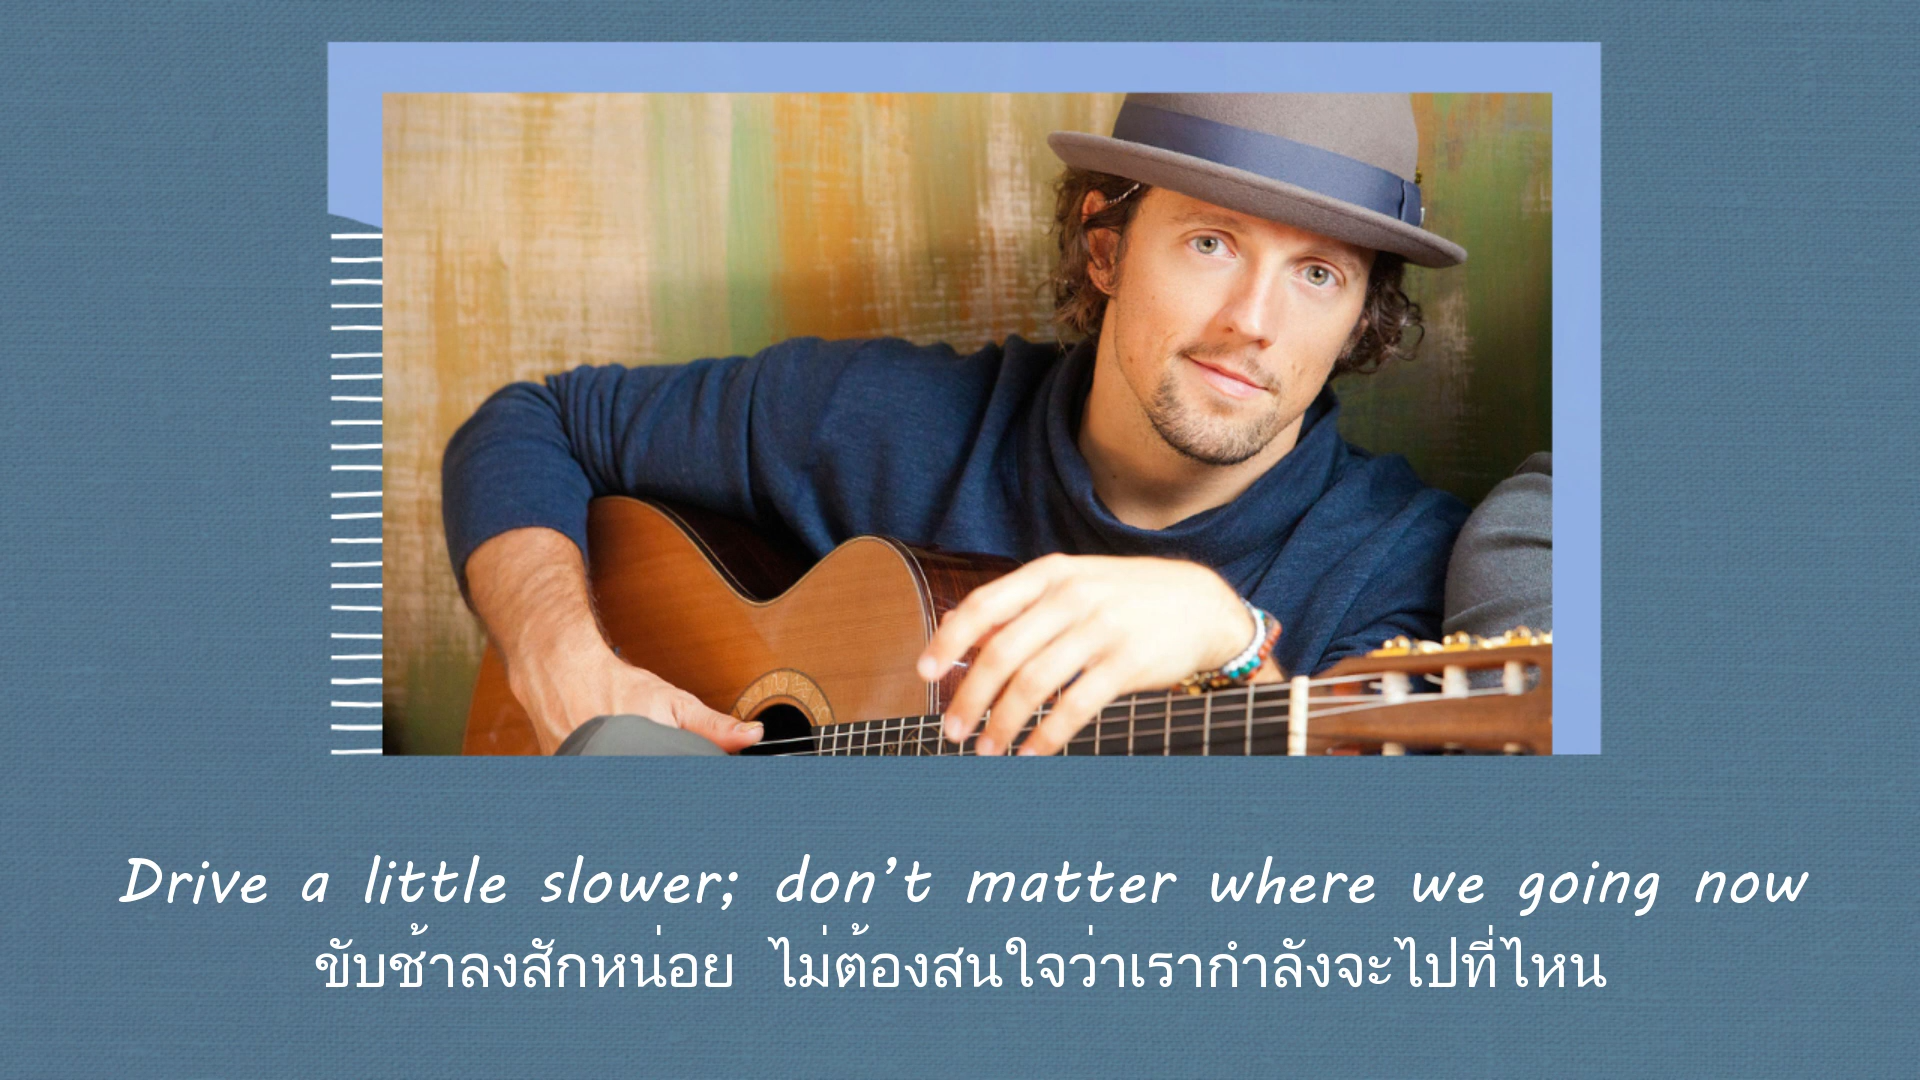 Drive a little slower; don’t matter where we going now
ขับช้าลงสักหน่อย ไม่ต้องสนใจว่าเรากำลังจะไปที่ไหน